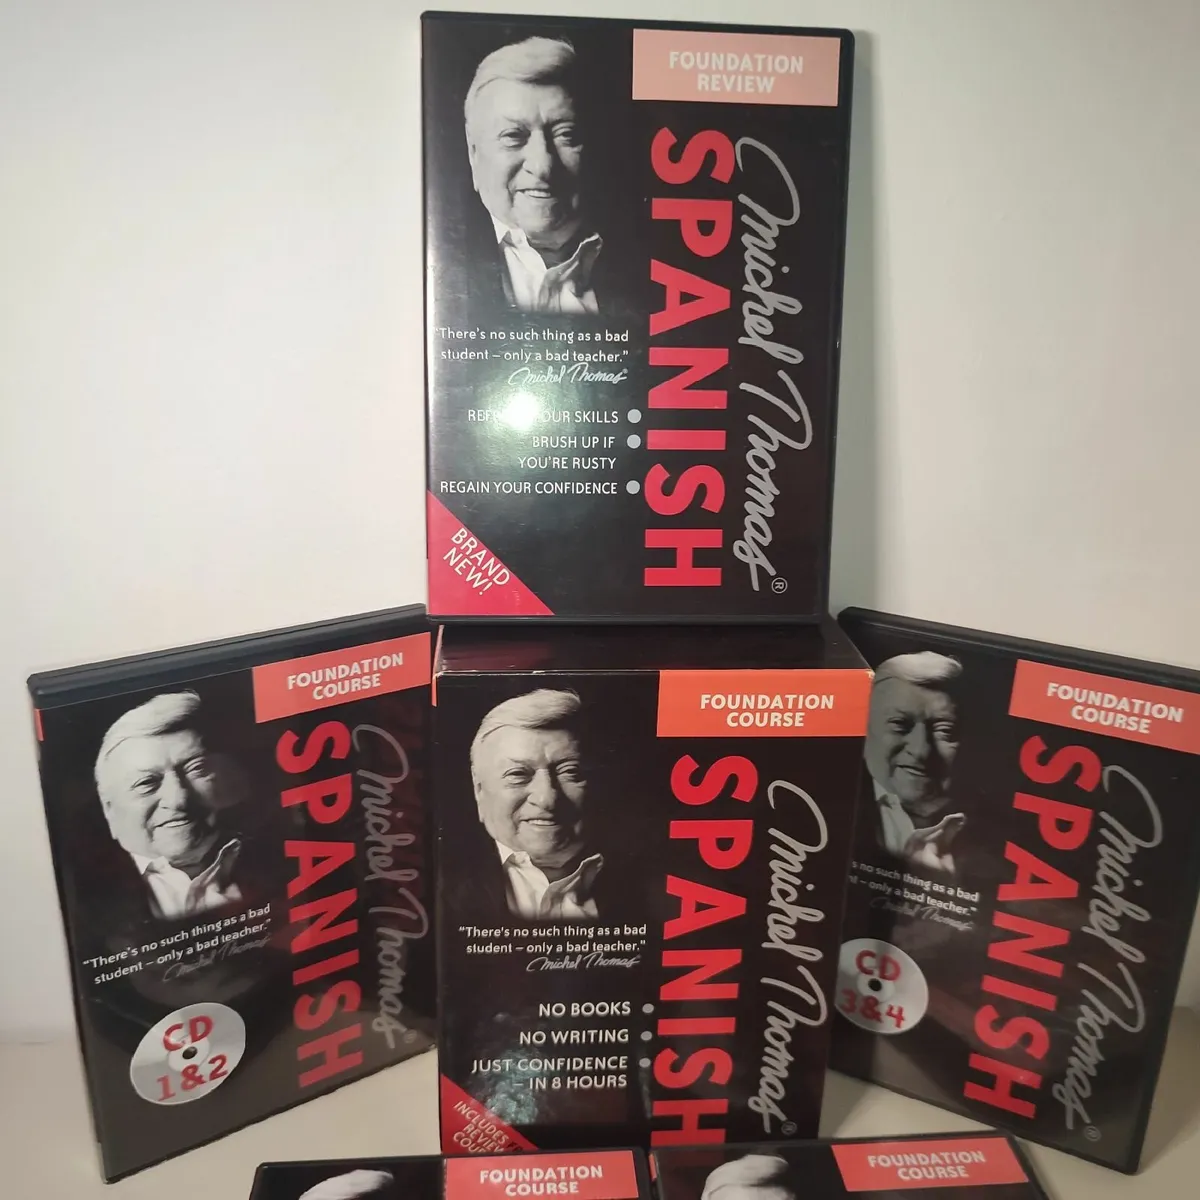 FOUNDATION
REVIEW
SPANISH
Michel Thomas®
"There's no such thing as a bad
student – only a bad teacher."
Michel Thomas®
YOUR SKILLS
BRUSH UP IF
YOU'RE RUSTY
REGAIN YOUR CONFIDENCE
BRAND
NEW!
FOUNDATION
COURSE
SPANISH
Michel Thomas®
"There's no such thing as a bad
student – only a bad teacher."
Michel Thomas
CD
1&2
FOUNDATION
COURSE
SPANISH
Michel Thomas®
"There's no such thing as a bad
student – only a bad teacher."
Michel Thomas®
NO BOOKS
NO WRITING
JUST CONFIDENCE
– IN 8 HOURS
INCLUDES
REVIEW
FOUNDATION
COURSE
SPANISH
Michel Thomas®
no such thing as a bad
– only a bad teacher."
Michel Thomas
CD
3&4
FOUNDATION
COURSE
FOUNDATION
COURSE